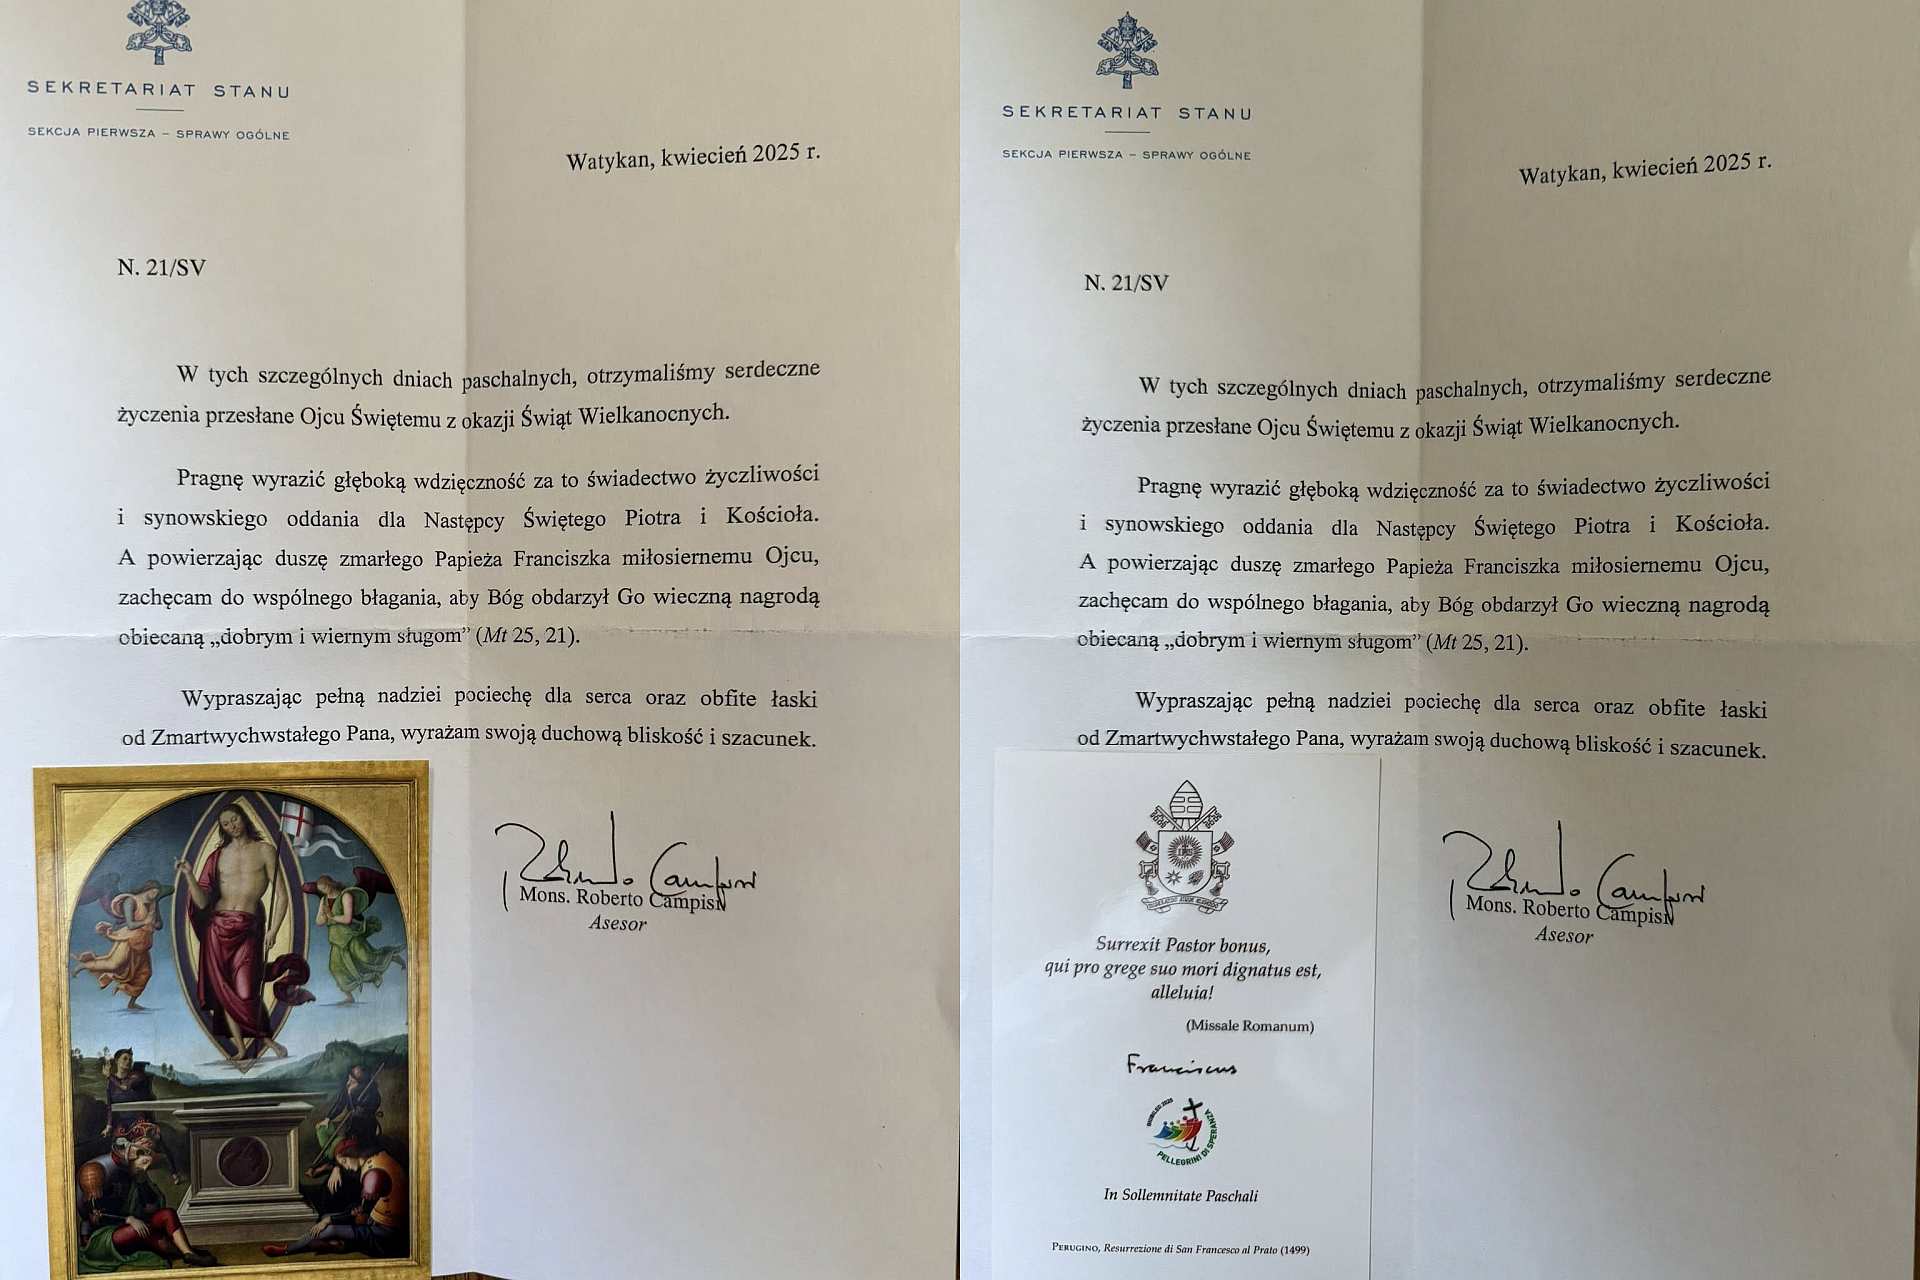 SEKRETARIAT STANU
SEKCJA PIERWSZA – SPRAWY OGÓLNE
Watykan, kwiecień 2025 r.
N. 21/SV
W tych szczególnych dniach paschalnych, otrzymaliśmy serdeczne
życzenia przesłane Ojcu Świętemu z okazji Świąt Wielkanocnych.
Pragnę wyrazić głęboką wdzięczność za to świadectwo życzliwości
i synowskiego oddania dla Następcy Świętego Piotra i Kościoła.
A powierzając duszę zmarłego Papieża Franciszka miłosiernemu Ojcu,
zachęcam do wspólnego błagania, aby Bóg obdarzył Go wieczną nagrodą
obiecaną „dobrym i wiernym sługom” (Mt 25, 21).
Wypraszając pełną nadziei pociechę dla serca oraz obfite łaski
od Zmartwychwstałego Pana, wyrażam swoją duchową bliskość i szacunek.
Roberto Campisi
Mons. Roberto Campisi
Asesor
SEKRETARIAT STANU
SEKCJA PIERWSZA – SPRAWY OGÓLNE
Watykan, kwiecień 2025 r.
N. 21/SV
W tych szczególnych dniach paschalnych, otrzymaliśmy serdeczne
życzenia przesłane Ojcu Świętemu z okazji Świąt Wielkanocnych.
Pragnę wyrazić głęboką wdzięczność za to świadectwo życzliwości
i synowskiego oddania dla Następcy Świętego Piotra i Kościoła.
A powierzając duszę zmarłego Papieża Franciszka miłosiernemu Ojcu,
zachęcam do wspólnego błagania, aby Bóg obdarzył Go wieczną nagrodą
obiecaną „dobrym i wiernym sługom” (Mt 25, 21).
Wypraszając pełną nadziei pociechę dla serca oraz obfite łaski
od Zmartwychwstałego Pana, wyrażam swoją duchową bliskość i szacunek.
Roberto Campisi
Mons. Roberto Campisi
Asesor
Surrexit Pastor bonus,
qui pro grege suo mori dignatus est,
alleluia!
(Missale Romanum)
Franciscus
PELLEGRINI DI SPERANZA
In Sollemnitate Paschali
PERUGINO, Resurrezione di San Francesco al Prato (1499)